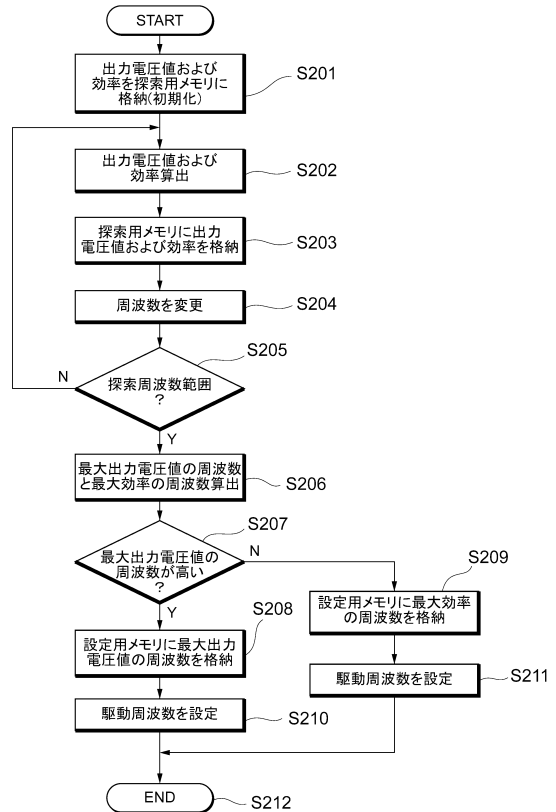 START
出力電圧値および
効率を探索用メモリに
格納(初期化)
S201
出力電圧値および
効率算出
S202
探索用メモリに出力
電圧値および効率を格納
S203
周波数を変更
S204
S205
N
探索周波数範囲
?
Y
最大出力電圧値の周波数
と最大効率の周波数算出
S206
S207
最大出力電圧値の
周波数が高い
?
N
Y
S209
設定用メモリに最大効率
の周波数を格納
S208
設定用メモリに最大出力
電圧値の周波数を格納
駆動周波数を設定
S211
駆動周波数を設定
S210
END
S212